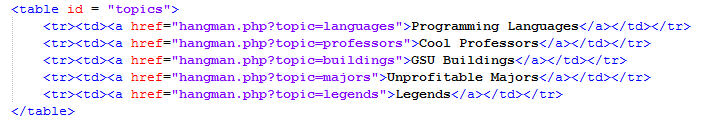 <table id = "topics">
<tr><td><a href="hangman.php?topic=languages">Programming Languages</a></td></tr>
<tr><td><a href="hangman.php?topic=professors">Cool Professors</a></td></tr>
<tr><td><a href="hangman.php?topic=buildings">GSU Buildings</a></td></tr>
<tr><td><a href="hangman.php?topic=majors">Unprofitable Majors</a></td></tr>
<tr><td><a href="hangman.php?topic=legends">Legends</a></td></tr>
</table>